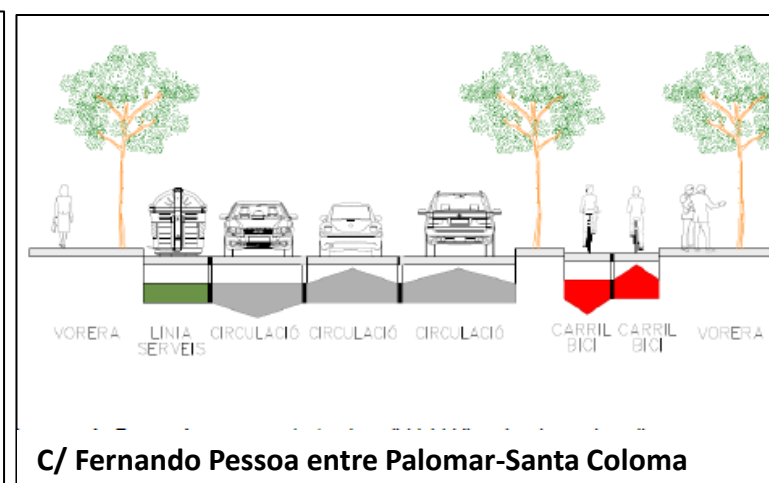 VORERA LINIA SERVEIS CIRCULACIÓ CIRCULACIÓ CIRCULACIÓ CARRIL BICI CARRIL BICI VORERA
C/ Fernando Pessoa entre Palomar-Santa Coloma